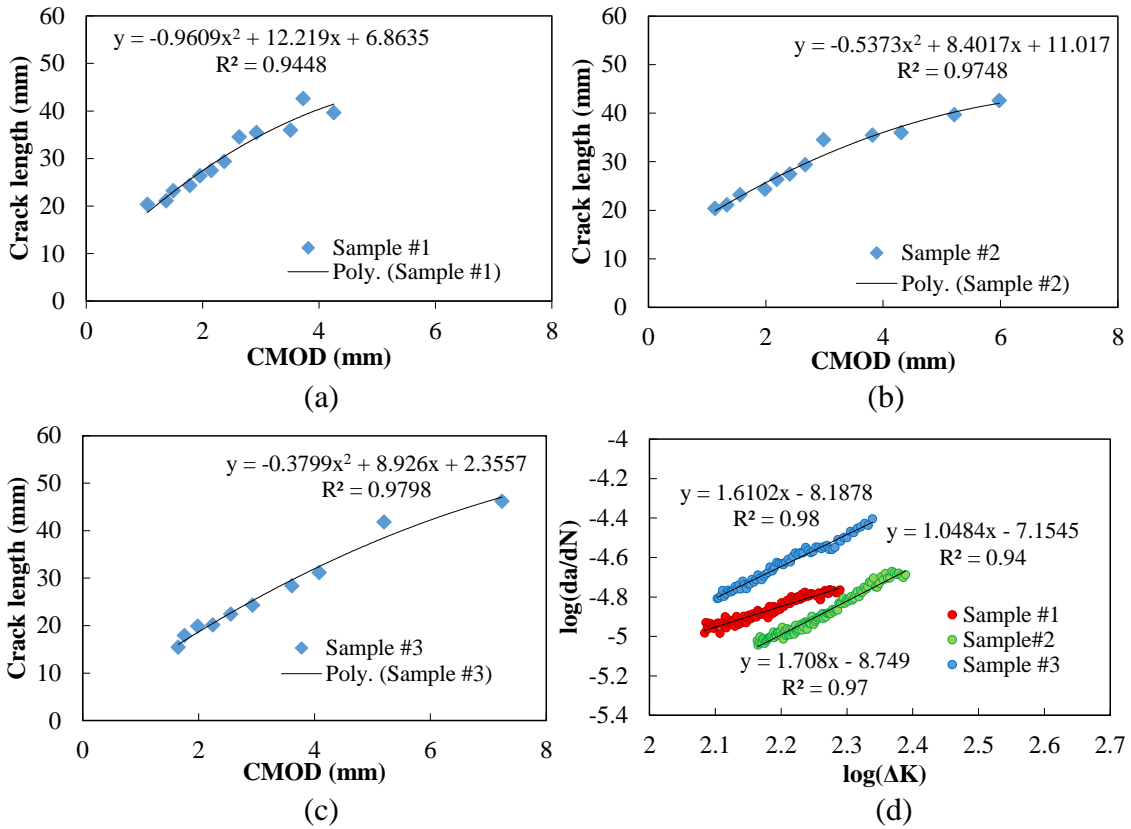 y = -0.9609x² + 12.219x + 6.8635
R² = 0.9448
Crack length (mm)
60
50
40
30
20
10
0
Sample #1
Poly. (Sample #1)
0 2 4 6 8
CMOD (mm)
(a)
y = -0.5373x² + 8.4017x + 11.017
R² = 0.9748
Crack length (mm)
60
50
40
30
20
10
0
Sample #2
Poly. (Sample #2)
0 2 4 6 8
CMOD (mm)
(b)
y = -0.3799x² + 8.926x + 2.3557
R² = 0.9798
Crack length (mm)
60
50
40
30
20
10
0
Sample #3
Poly. (Sample #3)
0 2 4 6 8
CMOD (mm)
(c)
log(da/dN)
-4
-4.2
-4.4
-4.6
-4.8
-5
-5.2
-5.4
y = 1.6102x - 8.1878
R² = 0.98
y = 1.0484x - 7.1545
R² = 0.94
y = 1.708x - 8.749
R² = 0.97
Sample #1
Sample#2
Sample #3
2 2.1 2.2 2.3 2.4 2.5 2.6 2.7
log(ΔK)
(d)